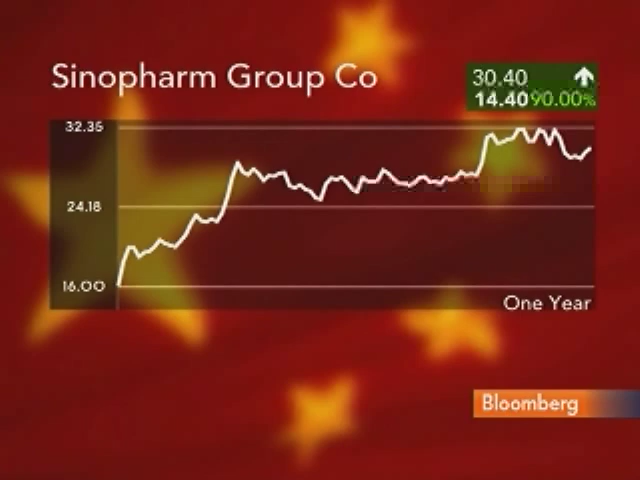 Sinopharm Group Co
30.40
14.40 90.00%
32.35
24.18
16.00
One Year
Bloomberg